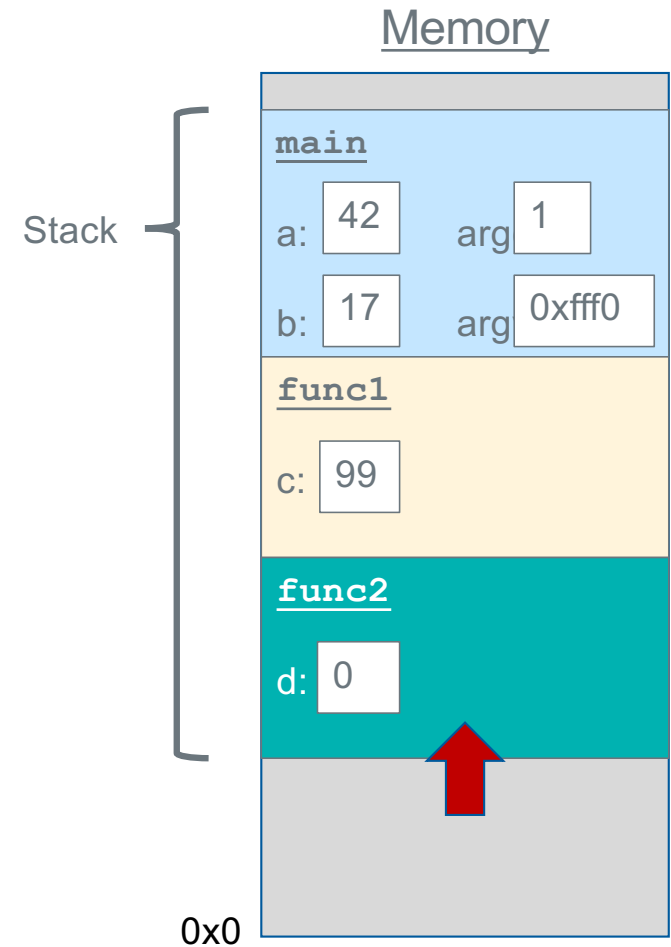 Memory
main
Stack
a: 42 arg 1
b: 17 arg 0xfff0
func1
c: 99
func2
d: 0
0x0